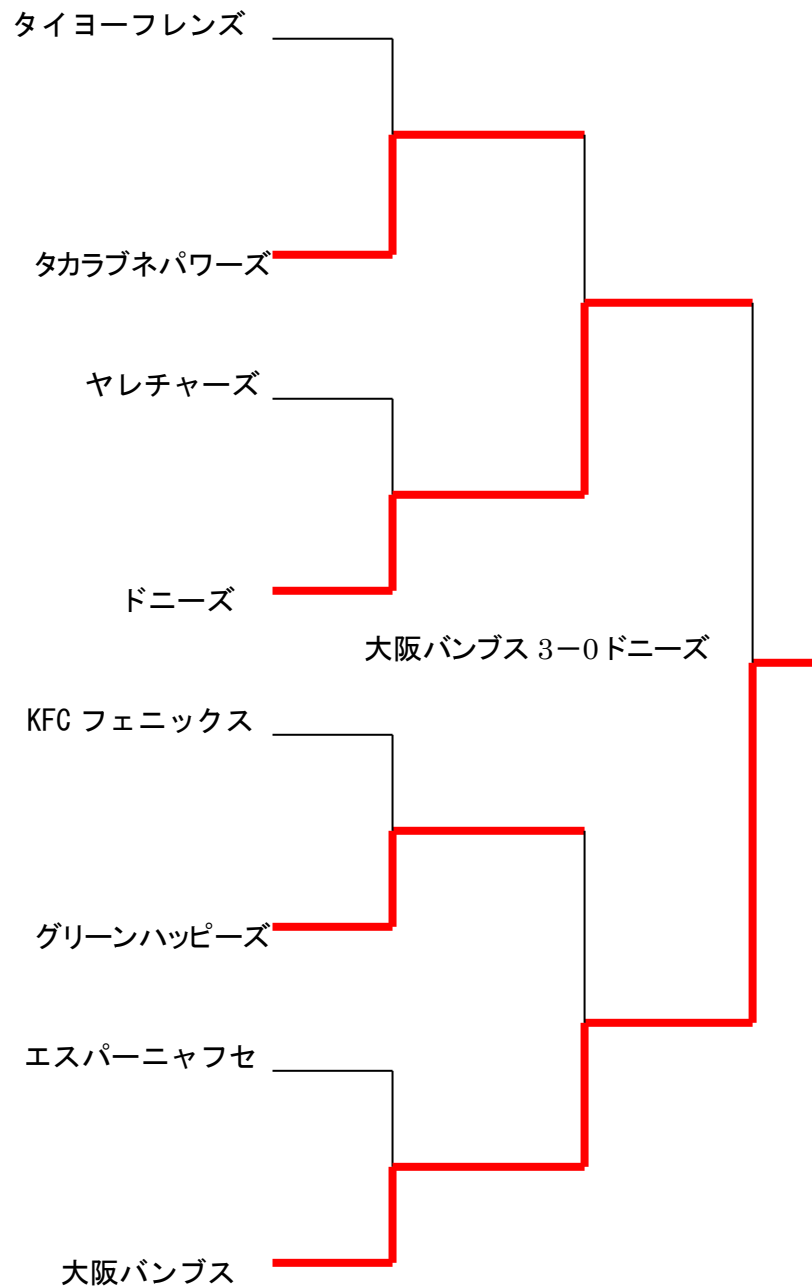 タイヨーフレンズ
タカラブネパワーズ
ヤレチャーズ
ドニーズ
大阪バンブス 3－0 ドニーズ
KFC フェニックス
グリーンハッピーズ
エスパーニャフセ
大阪バンブス